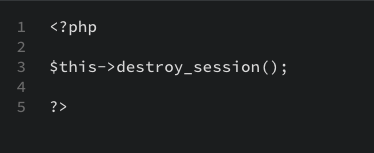 1 <?php
2
3 $this->destroy_session();
4
5 ?>